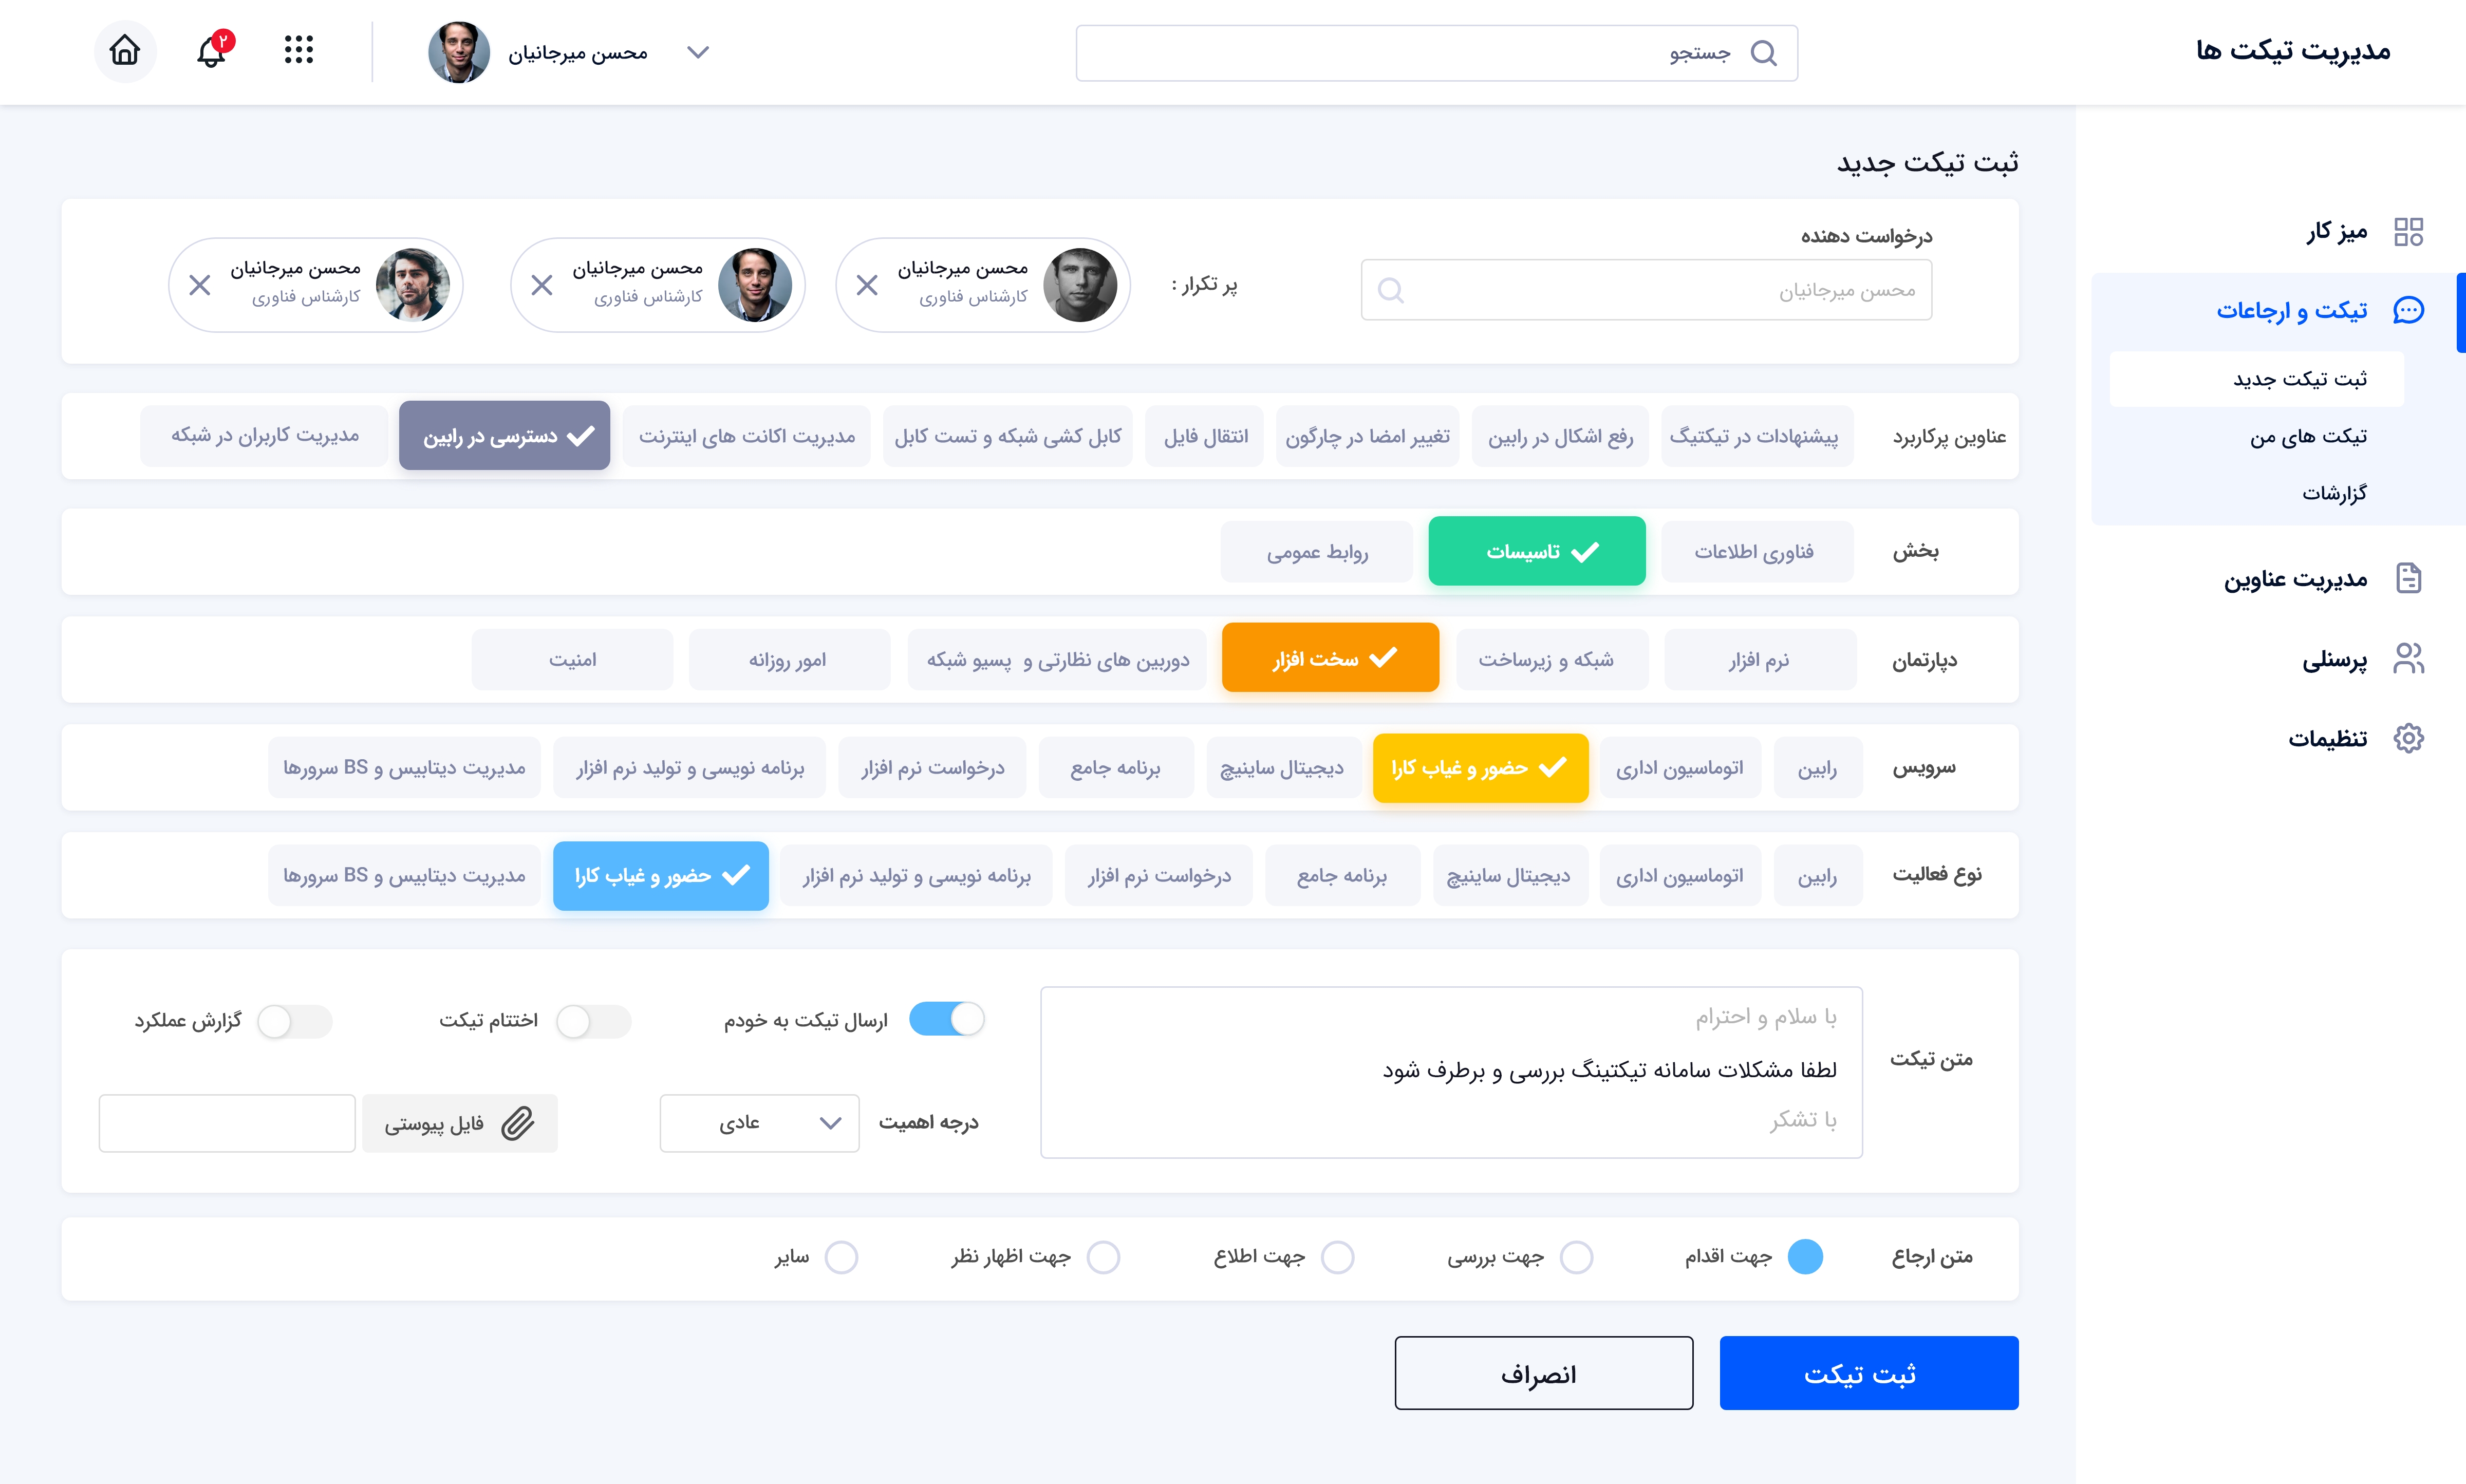 مدیریت تیکت ها
جستجو
محسن میرجانیان
۲
میز کار
تیکت و ارجاعات
ثبت تیکت جدید
تیکت های من
گزارشات
مدیریت عناوین
پرسنلی
تنظیمات
ثبت تیکت جدید
درخواست دهنده
محسن میرجانیان
پر تکرار :
محسن میرجانیان
کارشناس فناوری
محسن میرجانیان
کارشناس فناوری
محسن میرجانیان
کارشناس فناوری
عناوین پرکاربرد
پیشنهادات در تیکتیگ
رفع اشکال در رابین
تغییر امضا در چارگون
انتقال فایل
کابل کشی شبکه و تست کابل
مدیریت اکانت های اینترنت
دسترسی در رابین
مدیریت کاربران در شبکه
بخش
فناوری اطلاعات
تاسیسات
روابط عمومی
دپارتمان
نرم افزار
شبکه و زیرساخت
سخت افزار
دوربین های نظارتی و پسیو شبکه
امور روزانه
امنیت
سرویس
رابین
اتوماسیون اداری
حضور و غیاب کارا
دیجیتال ساینیچ
برنامه جامع
درخواست نرم افزار
برنامه نویسی و تولید نرم افزار
مدیریت دیتابیس و BS سرورها
نوع فعالیت
رابین
اتوماسیون اداری
دیجیتال ساینیچ
برنامه جامع
درخواست نرم افزار
برنامه نویسی و تولید نرم افزار
حضور و غیاب کارا
مدیریت دیتابیس و BS سرورها
متن تیکت
با سلام و احترام
لطفا مشکلات سامانه تیکتینگ بررسی و برطرف شود
با تشکر
ارسال تیکت به خودم
اختتام تیکت
گزارش عملکرد
درجه اهمیت
عادی
فایل پیوستی
متن ارجاع
جهت اقدام
جهت بررسی
جهت اطلاع
جهت اظهار نظر
سایر
ثبت تیکت
انصراف